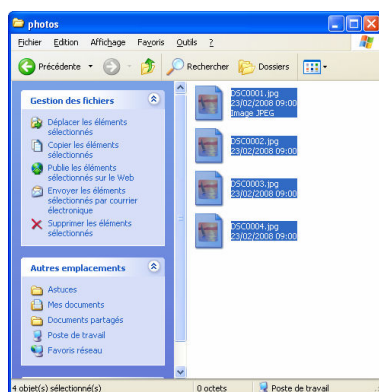 photos
Fichier Edition Affichage Favoris Outils ?
Précédente Rechercher Dossiers
Gestion des fichiers
Déplacer les éléments
sélectionnés
Copier les éléments
sélectionnés
Publie les éléments
sélectionnés sur le Web
Envoyer les éléments
sélectionnés par courrier
électronique
Supprimer les éléments
sélectionnés
Autres emplacements
Astuces
Mes documents
Documents partagés
Poste de travail
Favoris réseau
DSC0001.jpg
23/02/2008 09:00
Image JPEG
DSC0002.jpg
23/02/2008 09:00
DSC0003.jpg
23/02/2008 09:00
DSC0004.jpg
23/02/2008 09:00
4 objet(s) sélectionné(s) 0 octets Poste de travail